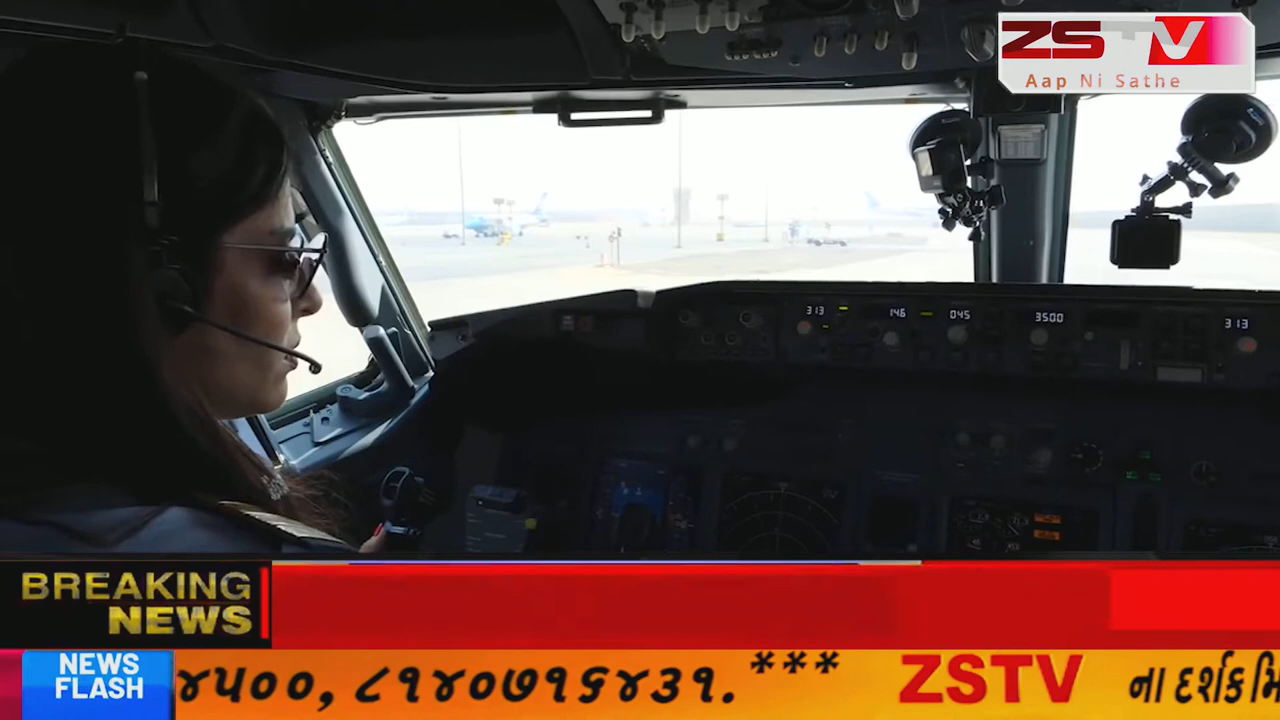 ZSTV
Aap Ni Sathe
313 146 045 3500 313
BREAKING
NEWS
NEWS
FLASH
૪૫૦૦, ૮૧૪૦૭૧૬૪૩૧. *** ZSTV ના દર્શક મિ